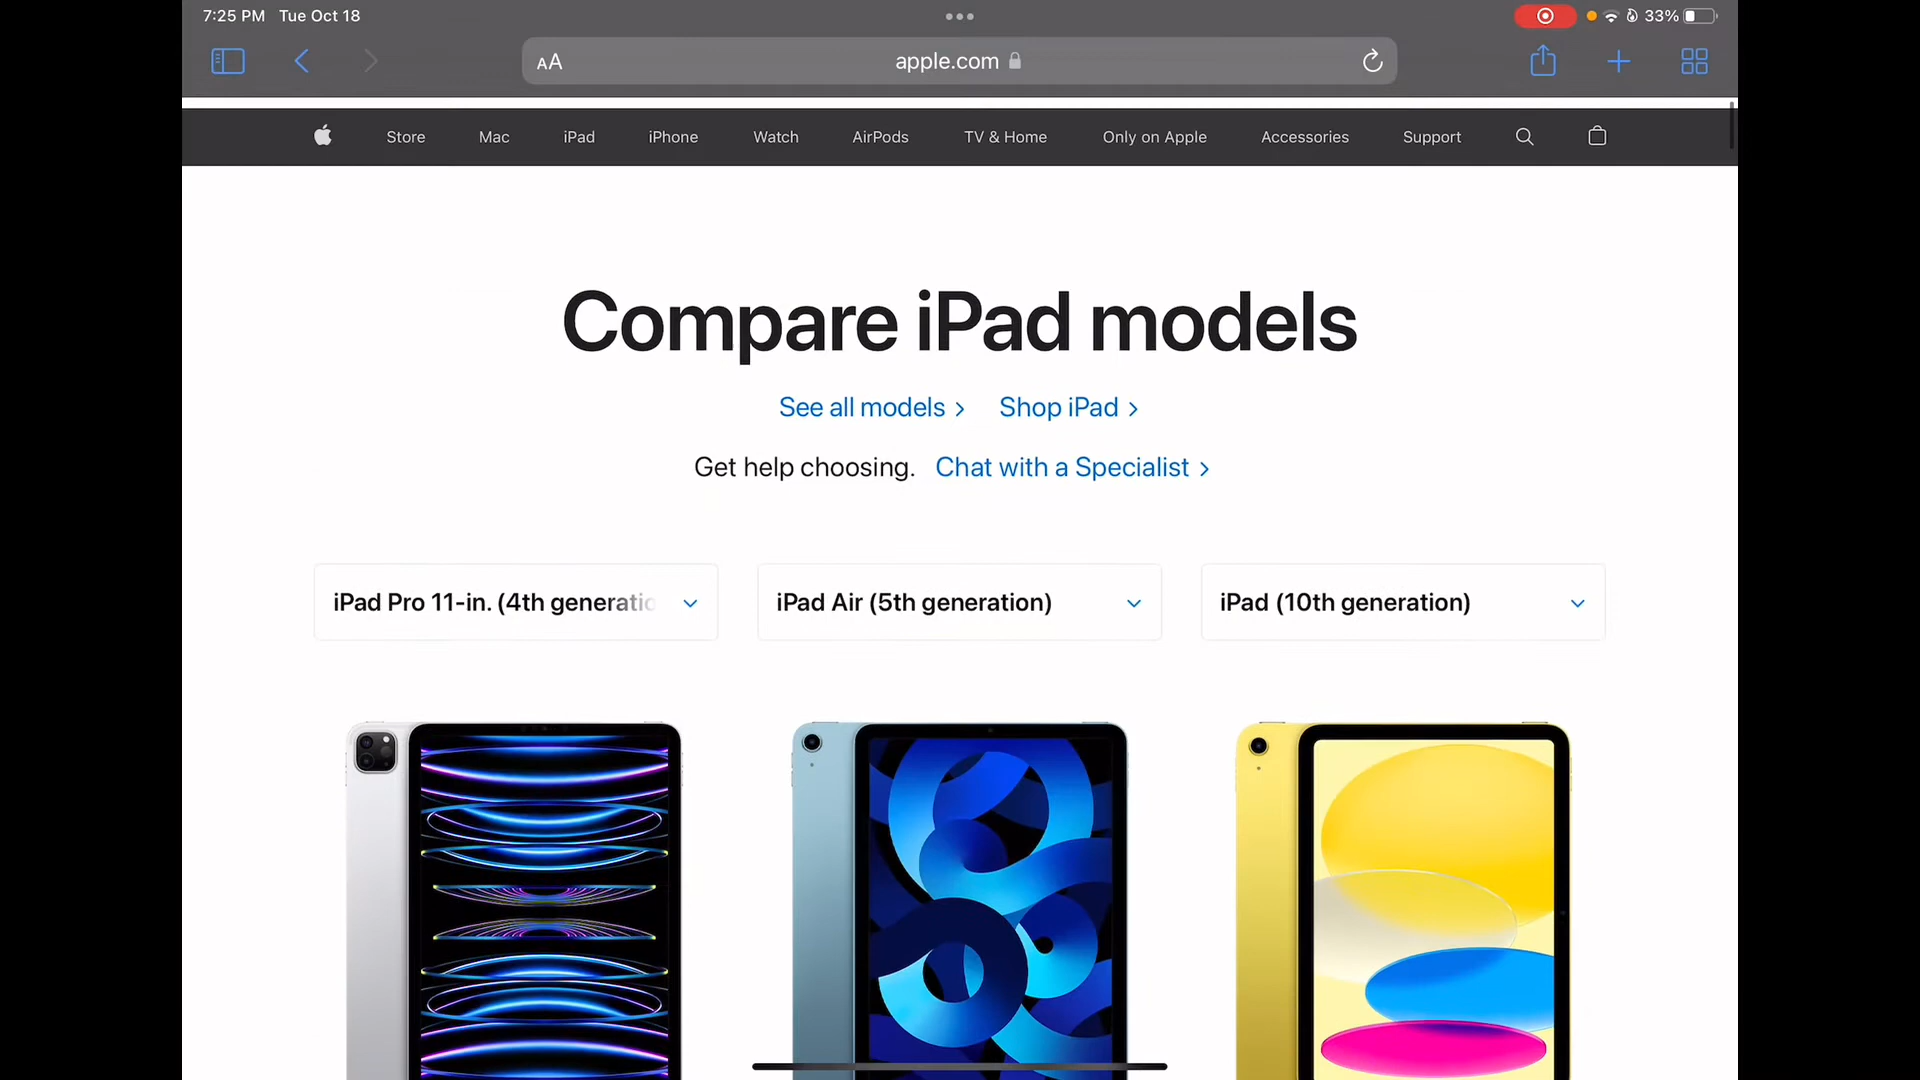 7:25 PM Tue Oct 18
33%
AA
apple.com
Store Mac iPad iPhone Watch AirPods TV & Home Only on Apple Accessories Support
Compare iPad models
See all models Shop iPad
Get help choosing. Chat with a Specialist
iPad Pro 11-in. (4th generatio
iPad Air (5th generation)
iPad (10th generation)